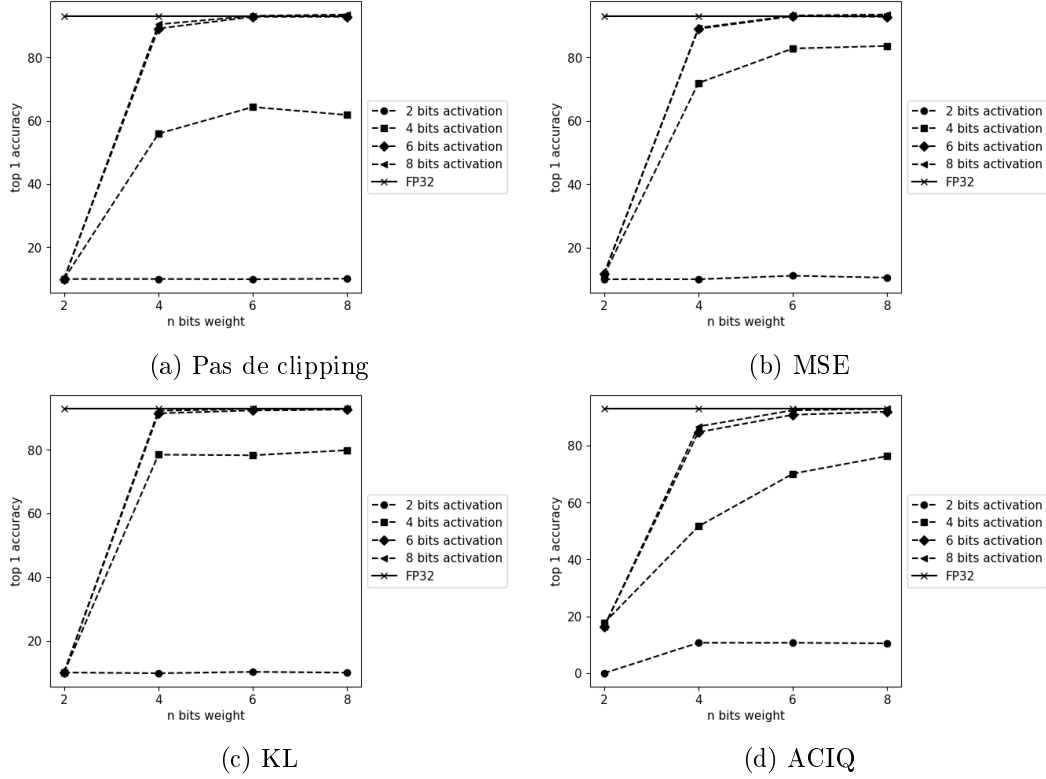 top 1 accuracy
80
60
40
20
2 4 6 8
n bits weight
2 bits activation
4 bits activation
6 bits activation
8 bits activation
FP32
(a) Pas de clipping
top 1 accuracy
80
60
40
20
2 4 6 8
n bits weight
2 bits activation
4 bits activation
6 bits activation
8 bits activation
FP32
(b) MSE
top 1 accuracy
80
60
40
20
2 4 6 8
n bits weight
2 bits activation
4 bits activation
6 bits activation
8 bits activation
FP32
(c) KL
top 1 accuracy
80
60
40
20
0
2 4 6 8
n bits weight
2 bits activation
4 bits activation
6 bits activation
8 bits activation
FP32
(d) ACIQ